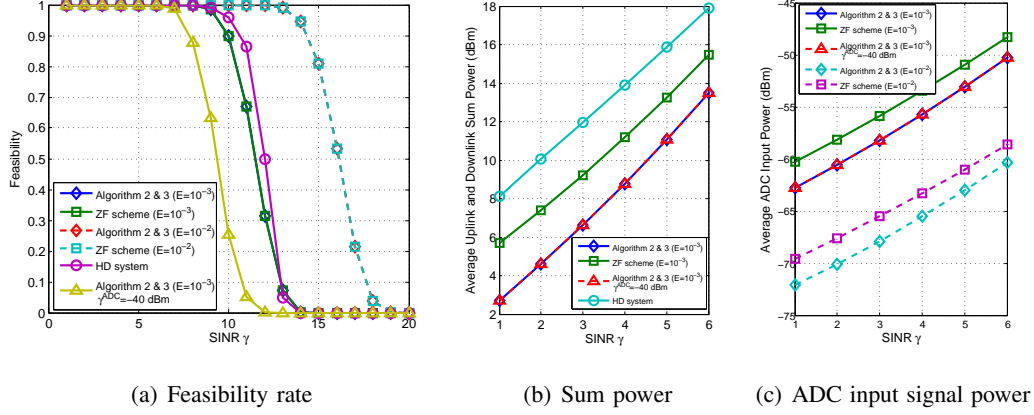 1
0.9
0.8
0.7
0.6
0.5
0.4
0.3
0.2
0.1
0
Feasibility
Algorithm 2 & 3 (E=10⁻³)
ZF scheme (E=10⁻³)
Algorithm 2 & 3 (E=10⁻²)
ZF scheme (E=10⁻²)
HD system
Algorithm 2 & 3 (E=10⁻³)
γᴬᴰᶜ=−40 dBm
0 5 10 15 20
SINR γ
(a) Feasibility rate
18
16
14
12
10
8
6
4
2
Average Uplink and Downlink Sum Power (dBm)
Algorithm 2 & 3 (E=10⁻³)
ZF scheme (E=10⁻³)
Algorithm 2 & 3 (E=10⁻³)
γᴬᴰᶜ=−40 dBm
HD system
1 2 3 4 5 6
SINR γ
(b) Sum power
−45
−50
−55
−60
−65
−70
−75
Average ADC Input Power (dBm)
Algorithm 2 & 3 (E=10⁻³)
ZF scheme (E=10⁻³)
Algorithm 2 & 3 (E=10⁻³)
γᴬᴰᶜ=−40 dBm
Algorithm 2 & 3 (E=10⁻²)
ZF scheme (E=10⁻²)
1 2 3 4 5 6
SINR γ
(c) ADC input signal power